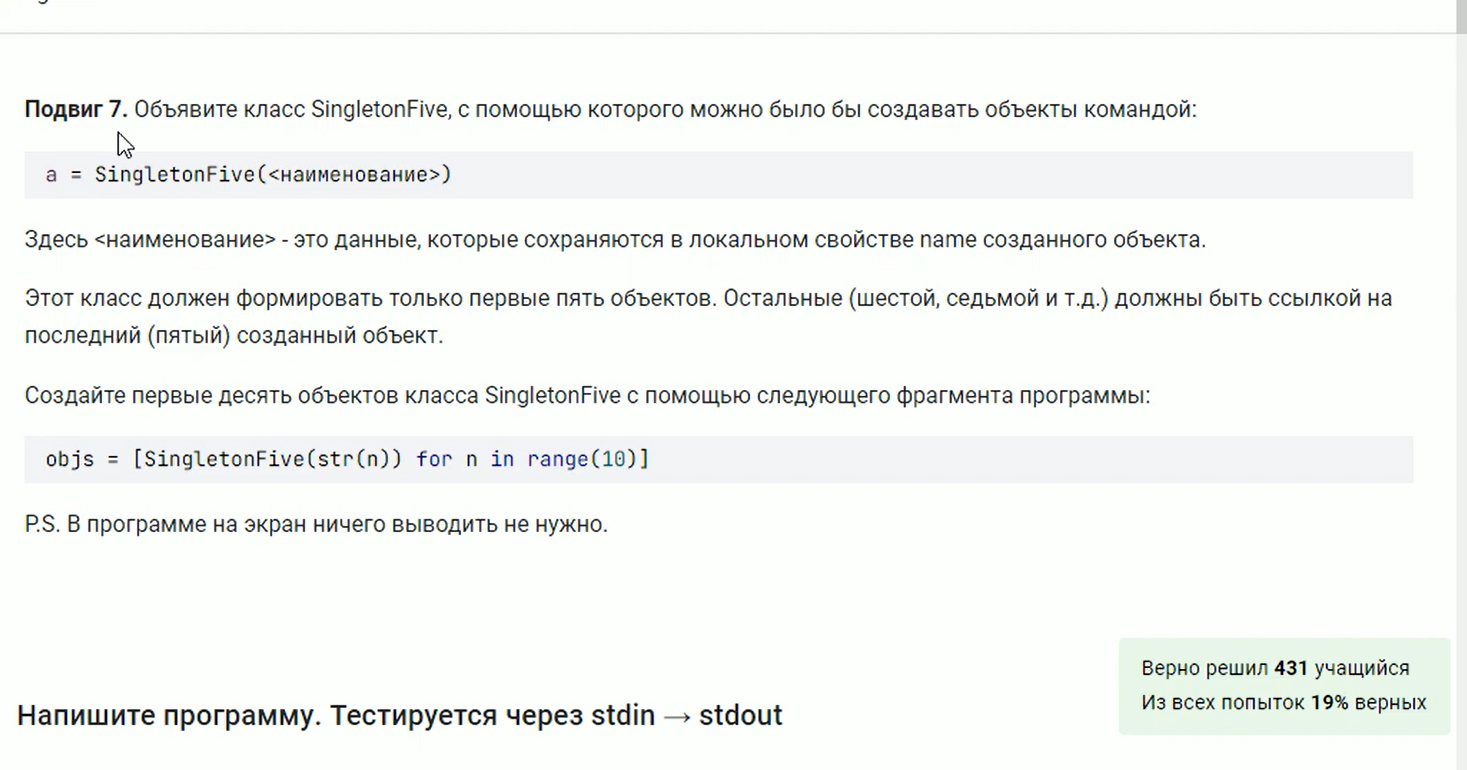 Подвиг 7. Объявите класс SingletonFive, с помощью которого можно было бы создавать объекты командой:
a = SingletonFive(<наименование>)
Здесь <наименование> - это данные, которые сохраняются в локальном свойстве name созданного объекта.
Этот класс должен формировать только первые пять объектов. Остальные (шестой, седьмой и т.д.) должны быть ссылкой на
последний (пятый) созданный объект.
Создайте первые десять объектов класса SingletonFive с помощью следующего фрагмента программы:
objs = [SingletonFive(str(n)) for n in range(10)]
P.S. В программе на экран ничего выводить не нужно.
Верно решил 431 учащийся
Из всех попыток 19% верных
Напишите программу. Тестируется через stdin → stdout